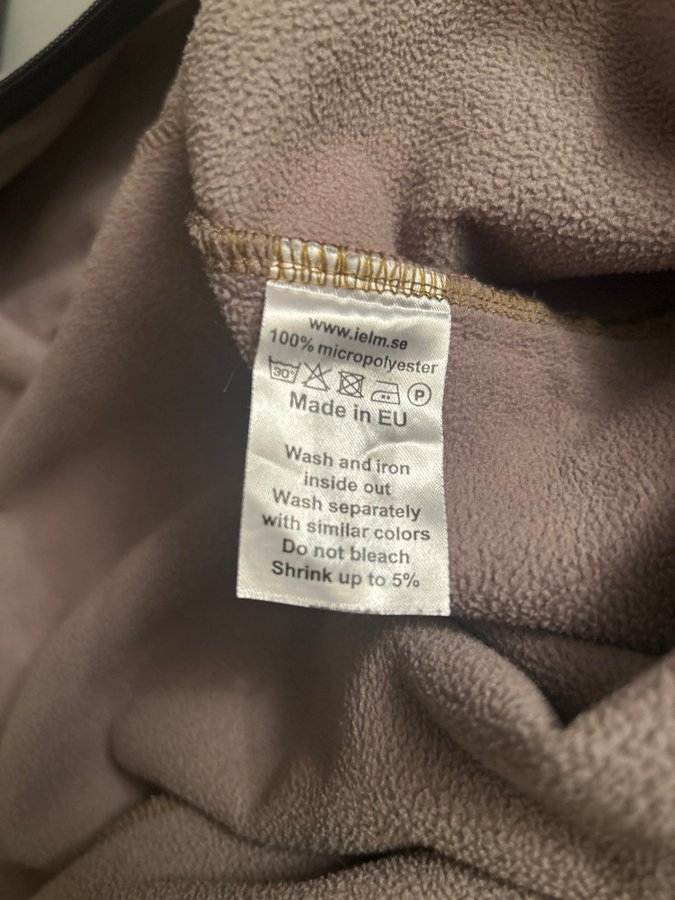 www.ielm.se
100% micropolyester
30° P
Made in EU
Wash and iron
inside out
Wash separately
with similar colors
Do not bleach
Shrink up to 5%